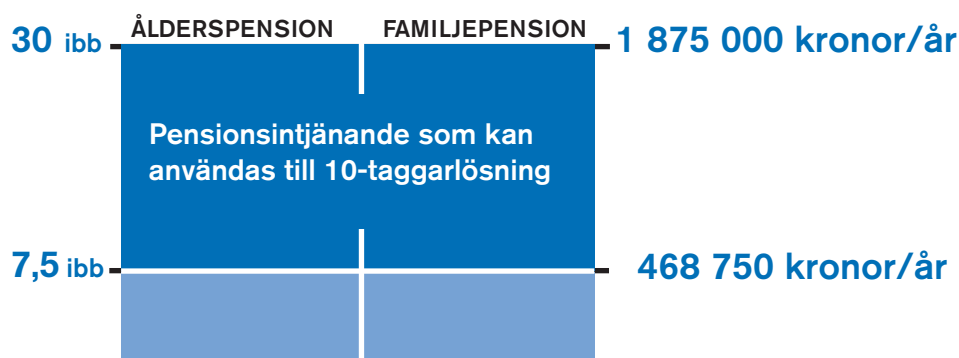 ÅLDERSPENSION FAMILJEPENSION
30 ibb 1 875 000 kronor/år
Pensionsintjänande som kan
användas till 10-taggarlösning
7,5 ibb 468 750 kronor/år